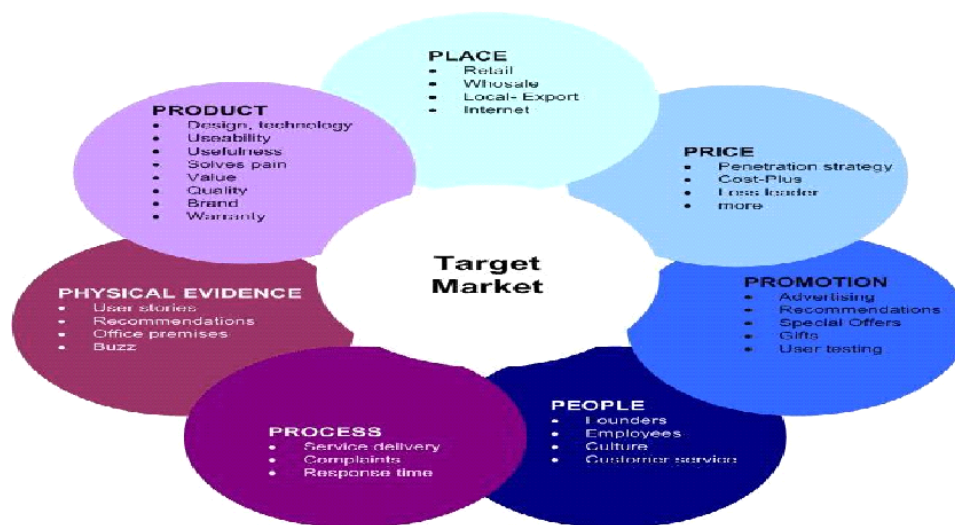 PLACE
• Retail
• Whosale
• Local- Export
• Internet
PRODUCT
• Design, technology
• Useability
• Usefulness
• Solves pain
• Value
• Quality
• Brand
• Warranty
PRICE
• Penetration strategy
• Cost-Plus
• Loss leader
• more
Target
Market
PHYSICAL EVIDENCE
• User stories
• Recommendations
• Office premises
• Buzz
PROMOTION
• Advertising
• Recommendations
• Special Offers
• Gifts
• User testing
PROCESS
• Service delivery
• Complaints
• Response time
PEOPLE
• Founders
• Employees
• Culture
• Customer service